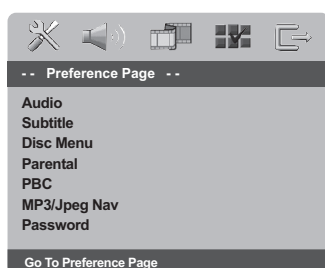 -- Preference Page --
Audio
Subtitle
Disc Menu
Parental
PBC
MP3/Jpeg Nav
Password
Go To Preference Page